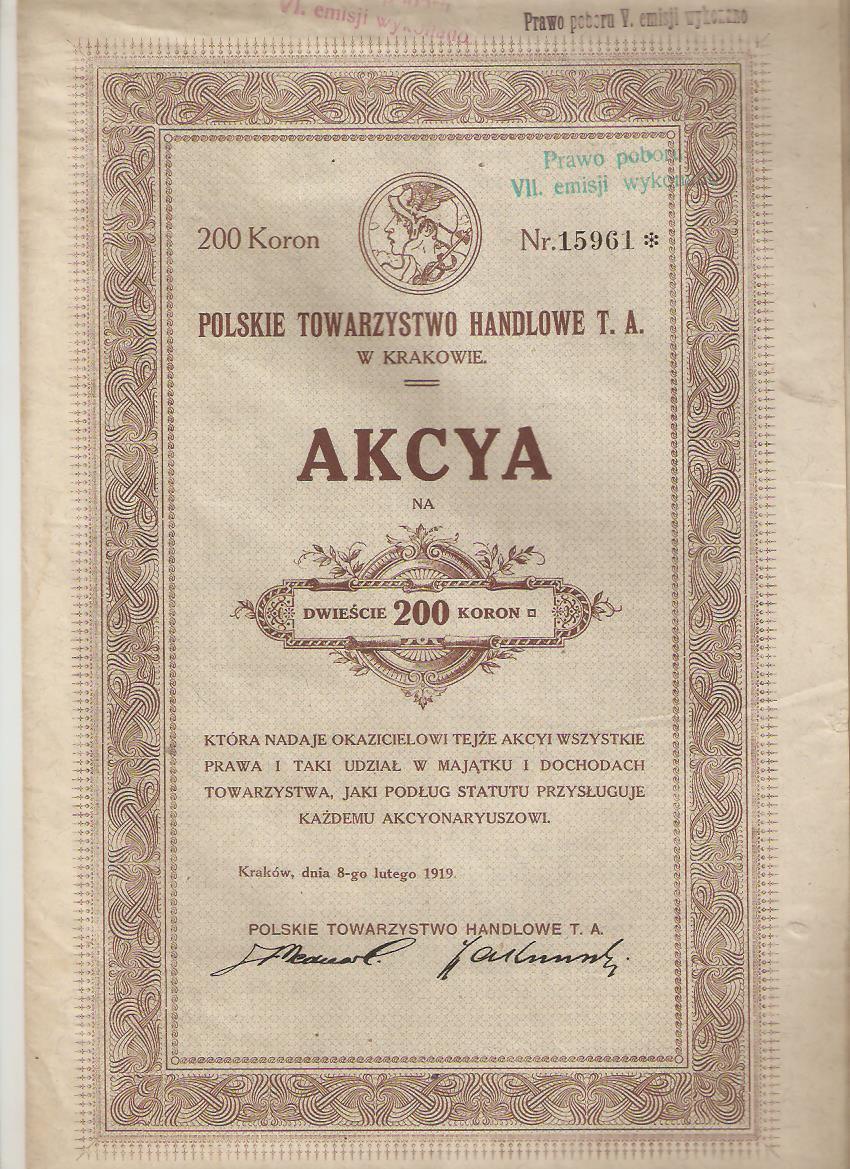 VI. emisji wykonano
Prawo poboru V. emisji wykonano
Prawo poboru
VII. emisji wykonano
200 Koron
Nr.15961 *
POLSKIE TOWARZYSTWO HANDLOWE T. A.
W KRAKOWIE.
AKCYA
NA
DWIEŚCIE 200 KORON
KTÓRA NADAJE OKAZICIELOWI TEJŻE AKCYI WSZYSTKIE
PRAWA I TAKI UDZIAŁ W MAJĄTKU I DOCHODACH
TOWARZYSTWA, JAKI PODŁUG STATUTU PRZYSŁUGUJE
KAŻDEMU AKCYONARYUSZOWI.
Kraków, dnia 8-go lutego 1919.
POLSKIE TOWARZYSTWO HANDLOWE T. A.